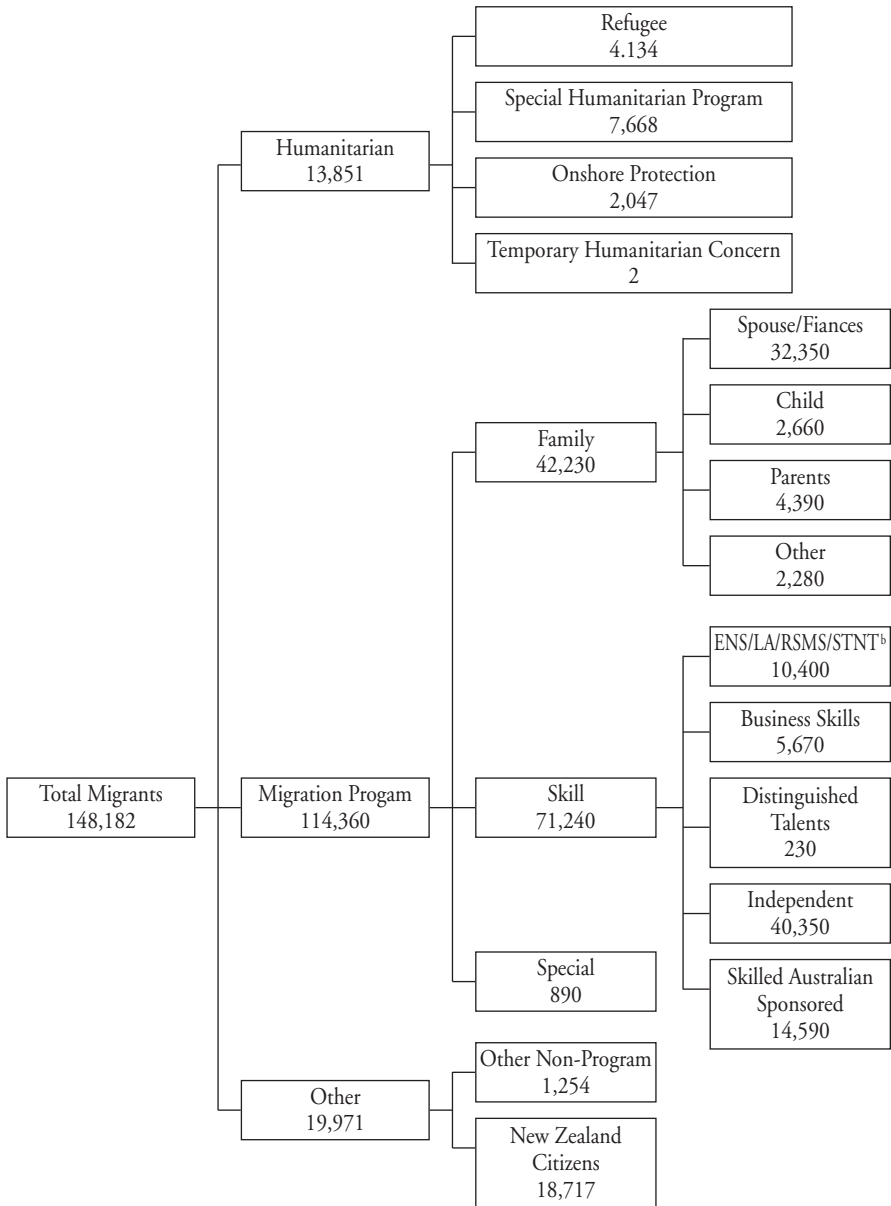 Refugee
4.134
Special Humanitarian Program
7,668
Humanitarian
13,851
Onshore Protection
2,047
Temporary Humanitarian Concern
2
Spouse/Fiances
32,350
Child
2,660
Family
42,230
Parents
4,390
Other
2,280
ENS/LA/RSMS/STNT b
10,400
Business Skills
5,670
Total Migrants
148,182
Migration Progam
114,360
Skill
71,240
Distinguished
Talents
230
Independent
40,350
Special
890
Skilled Australian
Sponsored
14,590
Other Non-Program
1,254
Other
19,971
New Zealand
Citizens
18,717